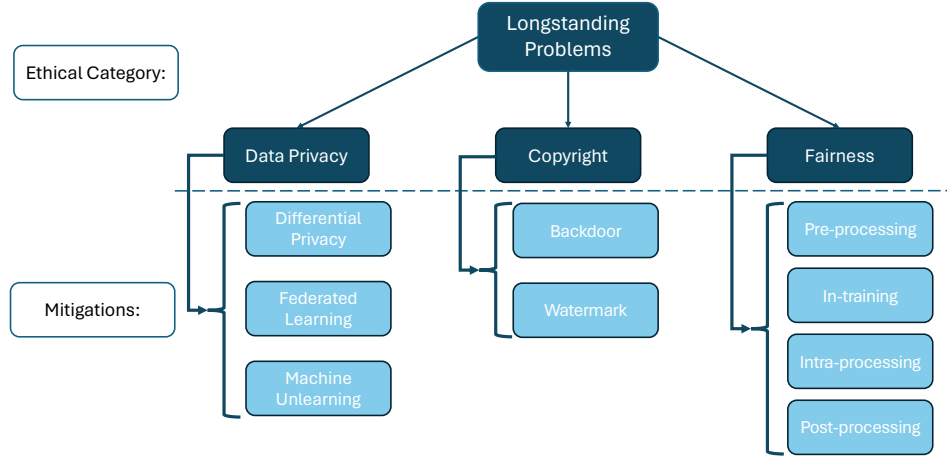 Longstanding
Problems
Ethical Category:
Data Privacy
Copyright
Fairness
Mitigations:
Differential
Privacy
Federated
Learning
Machine
Unlearning
Backdoor
Watermark
Pre-processing
In-training
Intra-processing
Post-processing